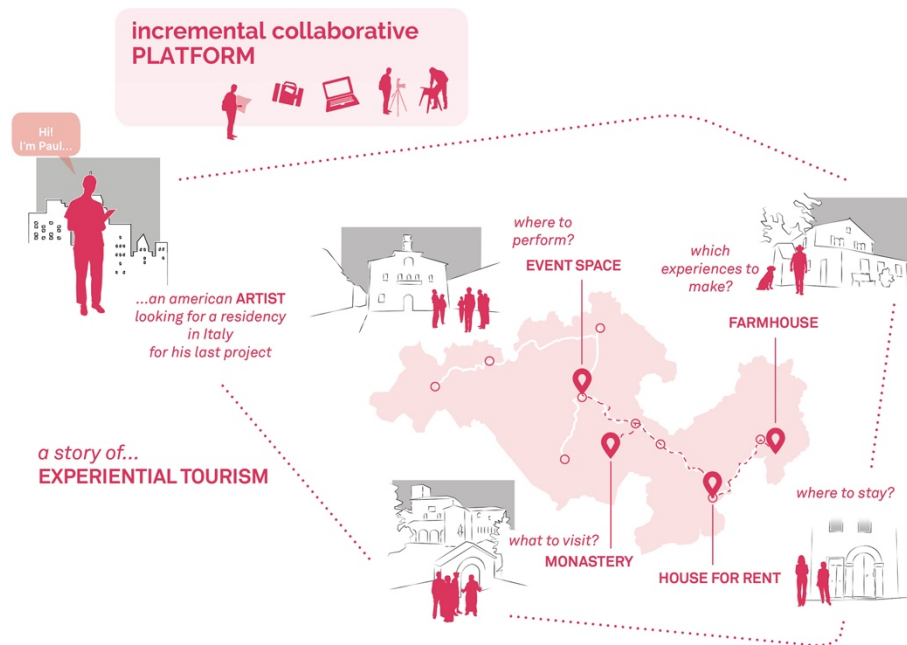 incremental collaborative
PLATFORM
Hi!
I'm Paul...
...an american ARTIST
looking for a residency
in Italy
for his last project
a story of...
EXPERIENTIAL TOURISM
where to
perform?
EVENT SPACE
which
experiences to
make?
FARMHOUSE
what to visit?
MONASTERY
HOUSE FOR RENT
where to stay?